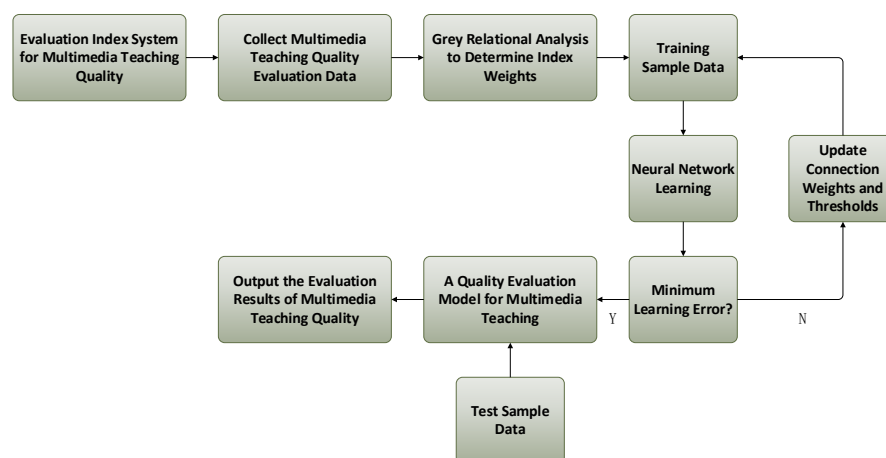 Evaluation Index System
for Multimedia Teaching
Quality
Collect Multimedia
Teaching Quality
Evaluation Data
Grey Relational Analysis
to Determine Index
Weights
Training
Sample Data
Neural Network
Learning
Update
Connection
Weights and
Thresholds
Output the Evaluation
Results of Multimedia
Teaching Quality
A Quality Evaluation
Model for Multimedia
Teaching
Y
Minimum
Learning Error?
N
Test Sample
Data